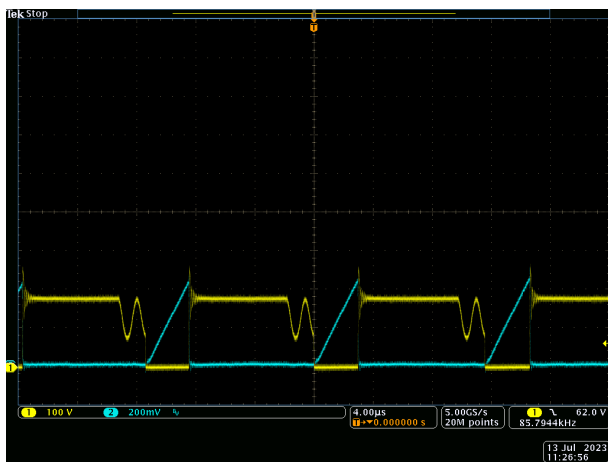 Tek Stop
T
1
1 100 V 2 200mV
4.00µs
T→▼0.000000 s
5.00GS/s
20M points
1 62.0 V
85.7944kHz
13 Jul 2023
11:26:56